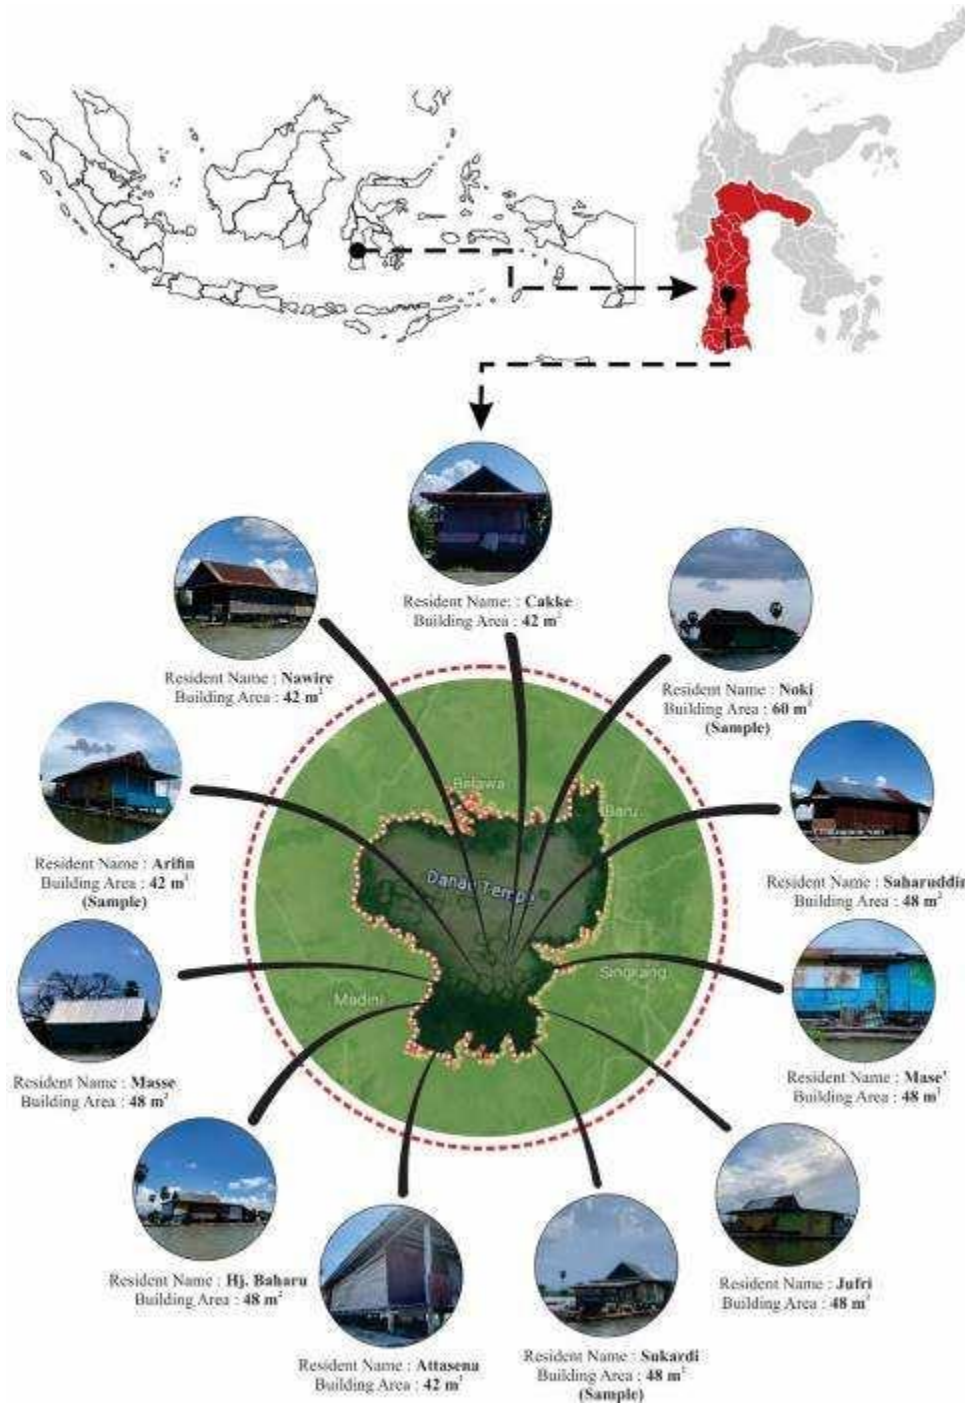 Resident Name: : Cakke
Building Area : 42 m²
Resident Name : Nawire
Building Area : 42 m²
Resident Name : Noki
Building Area : 60 m²
(Sample)
Resident Name : Arifin
Building Area : 42 m²
(Sample)
Resident Name : Saharuddin
Building Area : 48 m²
Belawa
Baru
Danau Tempe
Singkang
Madini
Resident Name : Masse
Building Area : 48 m²
Resident Name : Mase'
Building Area : 48 m²
Resident Name : Hj. Baharu
Building Area : 48 m²
Resident Name : Jufri
Building Area : 48 m²
Resident Name : Attasena
Building Area : 42 m²
Resident Name : Sukardi
Building Area : 48 m²
(Sample)